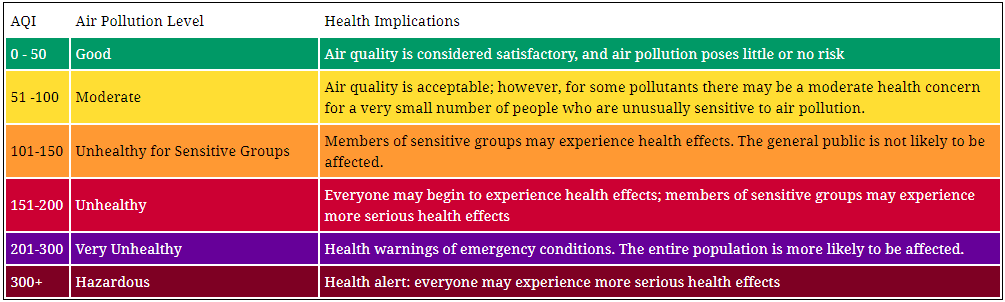 AQI Air Pollution Level Health Implications
0 - 50 Good Air quality is considered satisfactory, and air pollution poses little or no risk
51 -100 Moderate Air quality is acceptable; however, for some pollutants there may be a moderate health concern
for a very small number of people who are unusually sensitive to air pollution.
101-150 Unhealthy for Sensitive Groups Members of sensitive groups may experience health effects. The general public is not likely to be
affected.
151-200 Unhealthy Everyone may begin to experience health effects; members of sensitive groups may experience
more serious health effects
201-300 Very Unhealthy Health warnings of emergency conditions. The entire population is more likely to be affected.
300+ Hazardous Health alert: everyone may experience more serious health effects